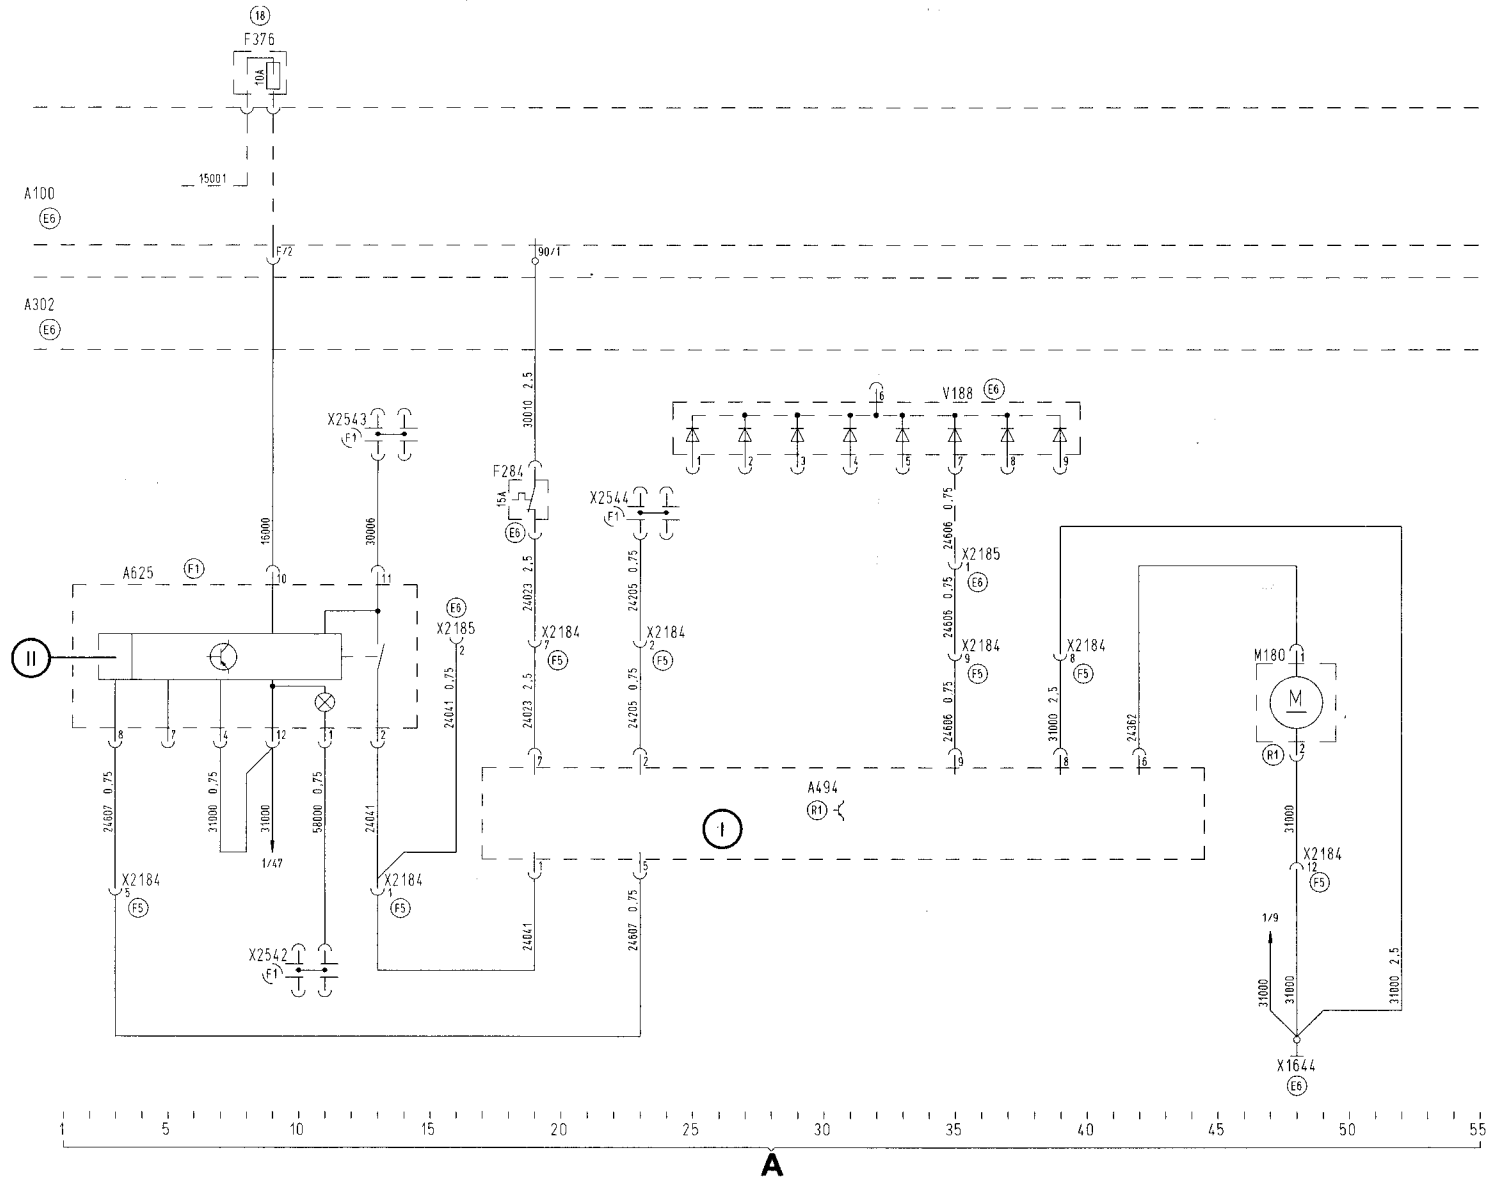 18
F376
10A
15001
A100
E6
F/2
90/1
A302
E6
30010 2,5
V188 E6
6
1 2 3 4 5 7 8 9
X2543
F1
F284
15A
E6
X2544
F1
16000
30006
24023 2,5
24205 0,75
24606 0,75
X2185
1
E6
A625 F1
10
11
E6
X2185
2
24606 0,75
X2184
7
F5
X2184
2
F5
X2184
9
F5
X2184
8
F5
II
M180
1
M
R1
2
24041 0,75
24023 2,5
24205 0,75
24606 0,75
31000 2,5
24362
8 7 4 12 1 2
7 2 9 8 6
24607 0,75
31000 0,75
31000
58000 0,75
24041
A494
R1
I
31000
1/47
1 5
X2184
12
F5
X2184
5
F5
X2184
1
F5
24041
24607 0,75
1/9
X2542
F1
31000
31000
31000 2,5
X1644
E6
1 5 10 15 20 25 30 35 40 45 50 55
A